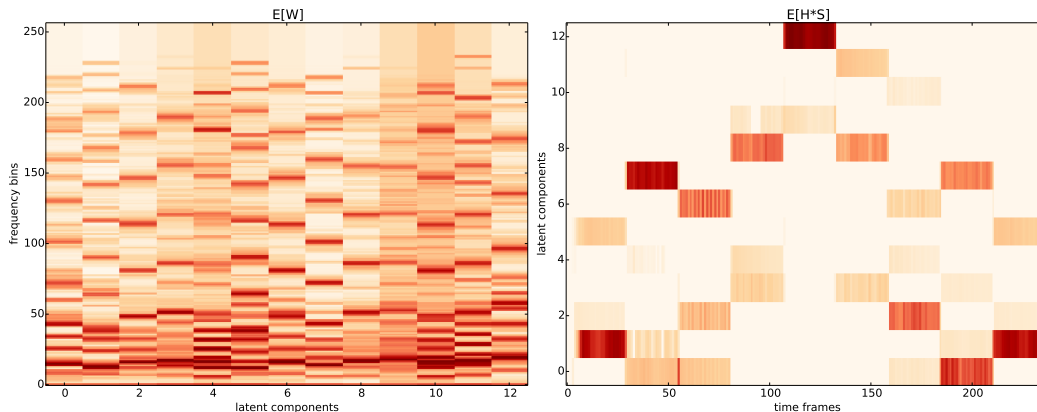 E[W]
250
200
150
100
50
0
frequency bins
0 2 4 6 8 10 12
latent components
E[H*S]
12
10
8
6
4
2
0
latent components
0 50 100 150 200
time frames